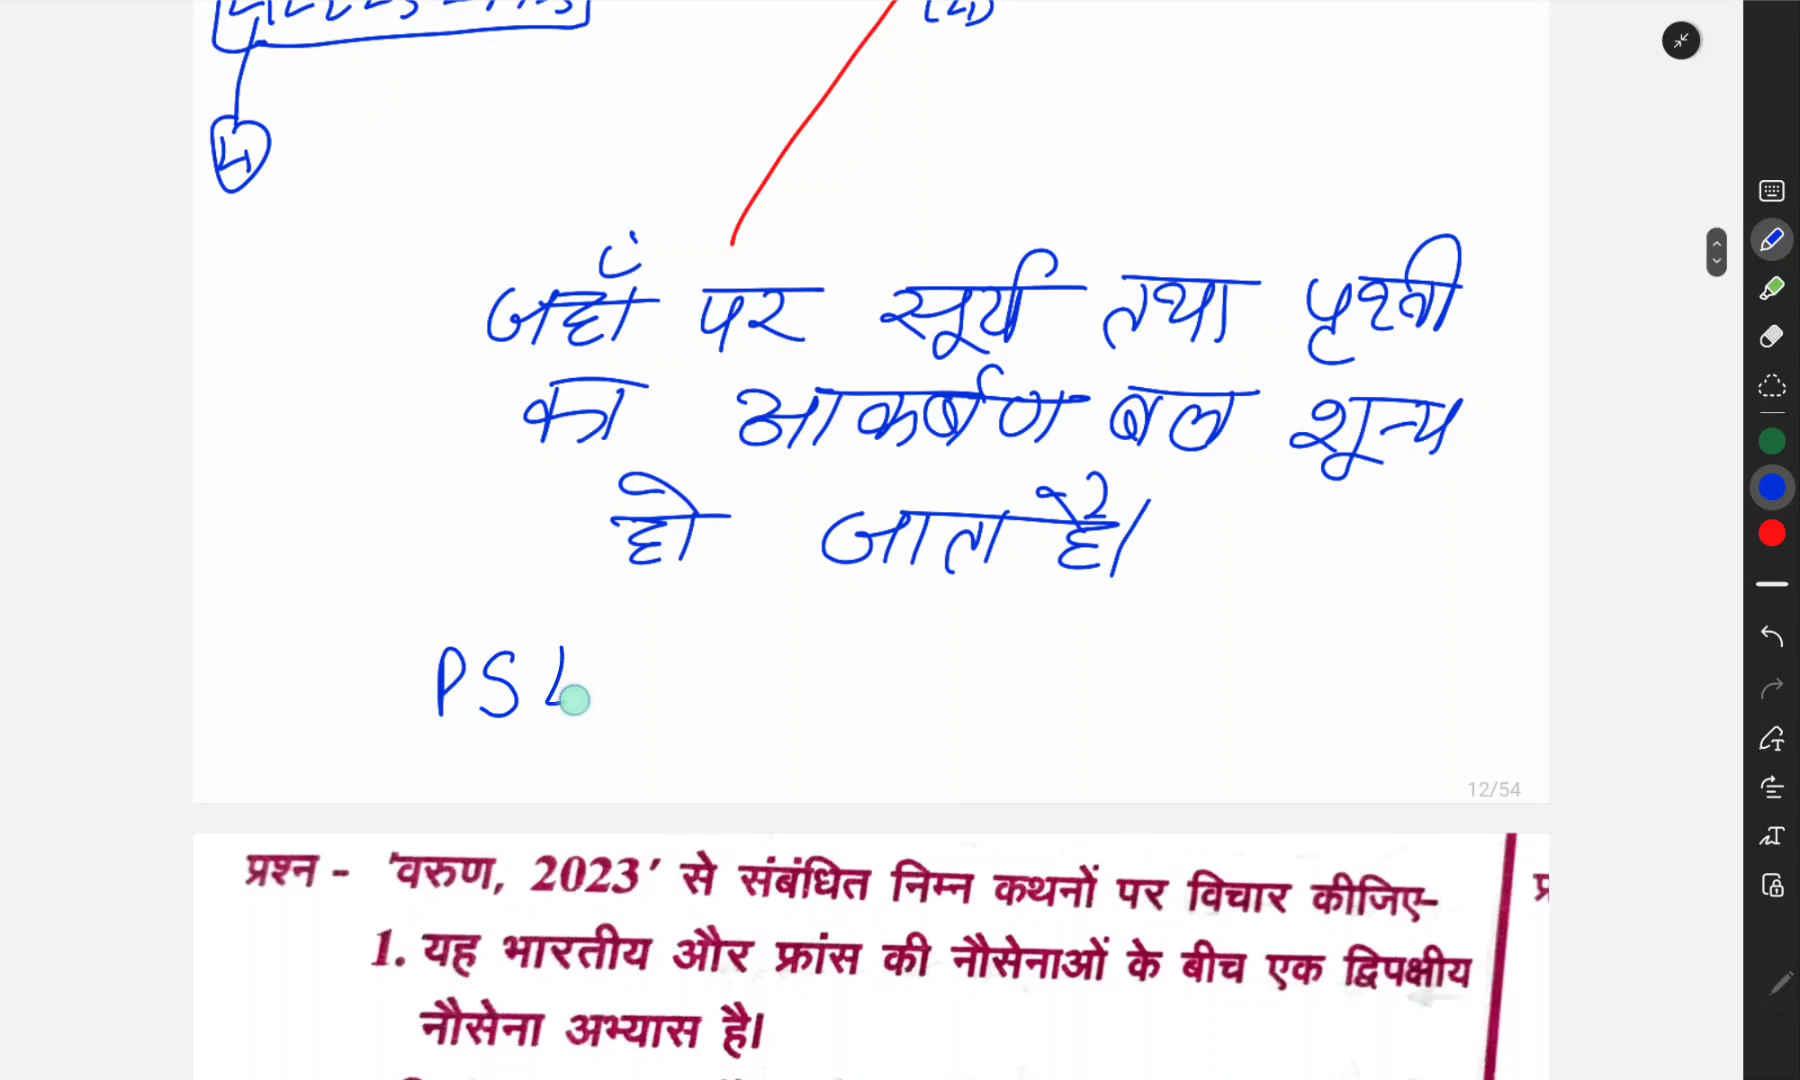 जहाँ पर सूर्य तथा पृथ्वी
का आकर्षण बल शून्य
हो जाता है।
PSL
12/54
प्रश्न - 'वरुण, 2023' से संबंधित निम्न कथनों पर विचार कीजिए-
1. यह भारतीय और फ्रांस की नौसेनाओं के बीच एक द्विपक्षीय
नौसेना अभ्यास है।